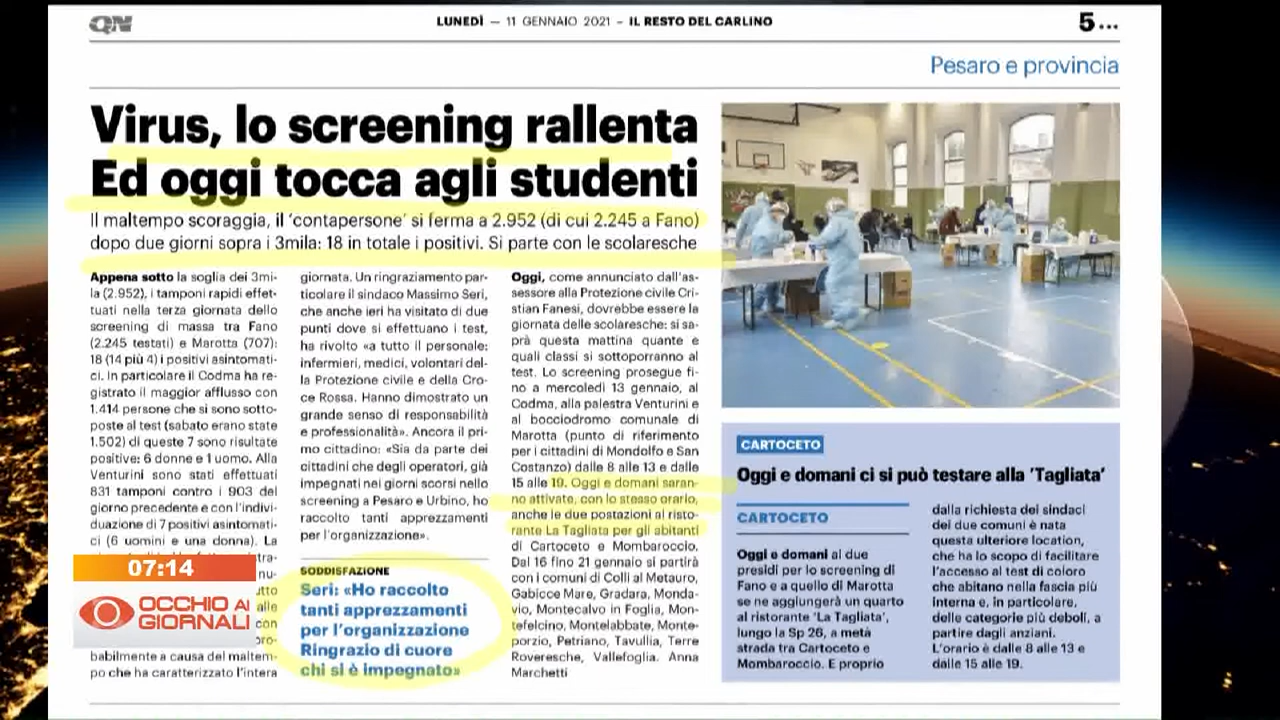 QN
LUNEDÌ — 11 GENNAIO 2021 – IL RESTO DEL CARLINO
5...
Pesaro e provincia
Virus, lo screening rallenta
Ed oggi tocca agli studenti
Il maltempo scoraggia, il ‘contapersone’ si ferma a 2.952 (di cui 2.245 a Fano)
dopo due giorni sopra i 3mila: 18 in totale i positivi. Si parte con le scolaresche
Appena sotto la soglia dei 3mi-
la (2.952), i tamponi rapidi effet-
tuati nella terza giornata dello
screening di massa tra Fano
(2.245 testati) e Marotta (707):
18 (14 più 4) i positivi asintomati-
ci. In particolare il Codma ha re-
gistrato il maggior afflusso con
1.414 persone che si sono sotto-
poste al test (sabato erano state
1.502) di queste 7 sono risultate
positive: 6 donne e 1 uomo. Alla
Venturini sono stati effettuati
831 tamponi contro i 903 del
giorno precedente e con l'indivi-
duazione di 7 positivi asintomati-
ci (6 uomini e una donna). La
tra-
nu-
utto
alle
con
pro-
babilmente a causa del maltem-
po che ha caratterizzato l'intera
giornata. Un ringraziamento par-
ticolare il sindaco Massimo Seri,
che anche ieri ha visitato di due
punti dove si effettuano i test,
ha rivolto «a tutto il personale:
infermieri, medici, volontari del-
la Protezione civile e della Cro-
ce Rossa. Hanno dimostrato un
grande senso di responsabilità
e professionalità». Ancora il pri-
mo cittadino: «Sia da parte dei
cittadini che degli operatori, già
impegnati nei giorni scorsi nello
screening a Pesaro e Urbino, ho
raccolto tanti apprezzamenti
per l'organizzazione».
SODDISFAZIONE
Seri: «Ho raccolto
tanti apprezzamenti
per l'organizzazione
Ringrazio di cuore
chi si è impegnato»
Oggi, come annunciato dall'as-
sessore alla Protezione civile Cri-
stian Fanesi, dovrebbe essere la
giornata delle scolaresche: si sa-
prà questa mattina quante e
quali classi si sottoporranno al
test. Lo screening prosegue fi-
no a mercoledì 13 gennaio, al
Codma, alla palestra Venturini e
al bocciodromo comunale di
Marotta (punto di riferimento
per i cittadini di Mondolfo e San
Costanzo) dalle 8 alle 13 e dalle
15 alle 19. Oggi e domani saran-
no attivate, con lo stesso orario,
anche le due postazioni al risto-
rante La Tagliata per gli abitanti
di Cartoceto e Mombaroccio.
Dal 16 fino 21 gennaio si partirà
con i comuni di Colli al Metauro,
Gabicce Mare, Gradara, Monda-
vio, Montecalvo in Foglia, Mon-
tefelcino, Montelabbate, Monte-
porzio, Petriano, Tavullia, Terre
Roveresche, Vallefoglia. Anna
Marchetti
CARTOCETO
Oggi e domani ci si può testare alla ‘Tagliata’
CARTOCETO
Oggi e domani ai due
presidi per lo screening di
Fano e a quello di Marotta
se ne aggiungerà un quarto
al ristorante ‘La Tagliata’,
lungo la Sp 26, a metà
strada tra Cartoceto e
Mombaroccio. E proprio
dalla richiesta dei sindaci
dei due comuni è nata
questa ulteriore location,
che ha lo scopo di facilitare
l'accesso al test di coloro
che abitano nella fascia più
interna e, in particolare,
delle categorie più deboli, a
partire dagli anziani.
L'orario è dalle 8 alle 13 e
dalle 15 alle 19.
07:14
OCCHIO AI
GIORNALI